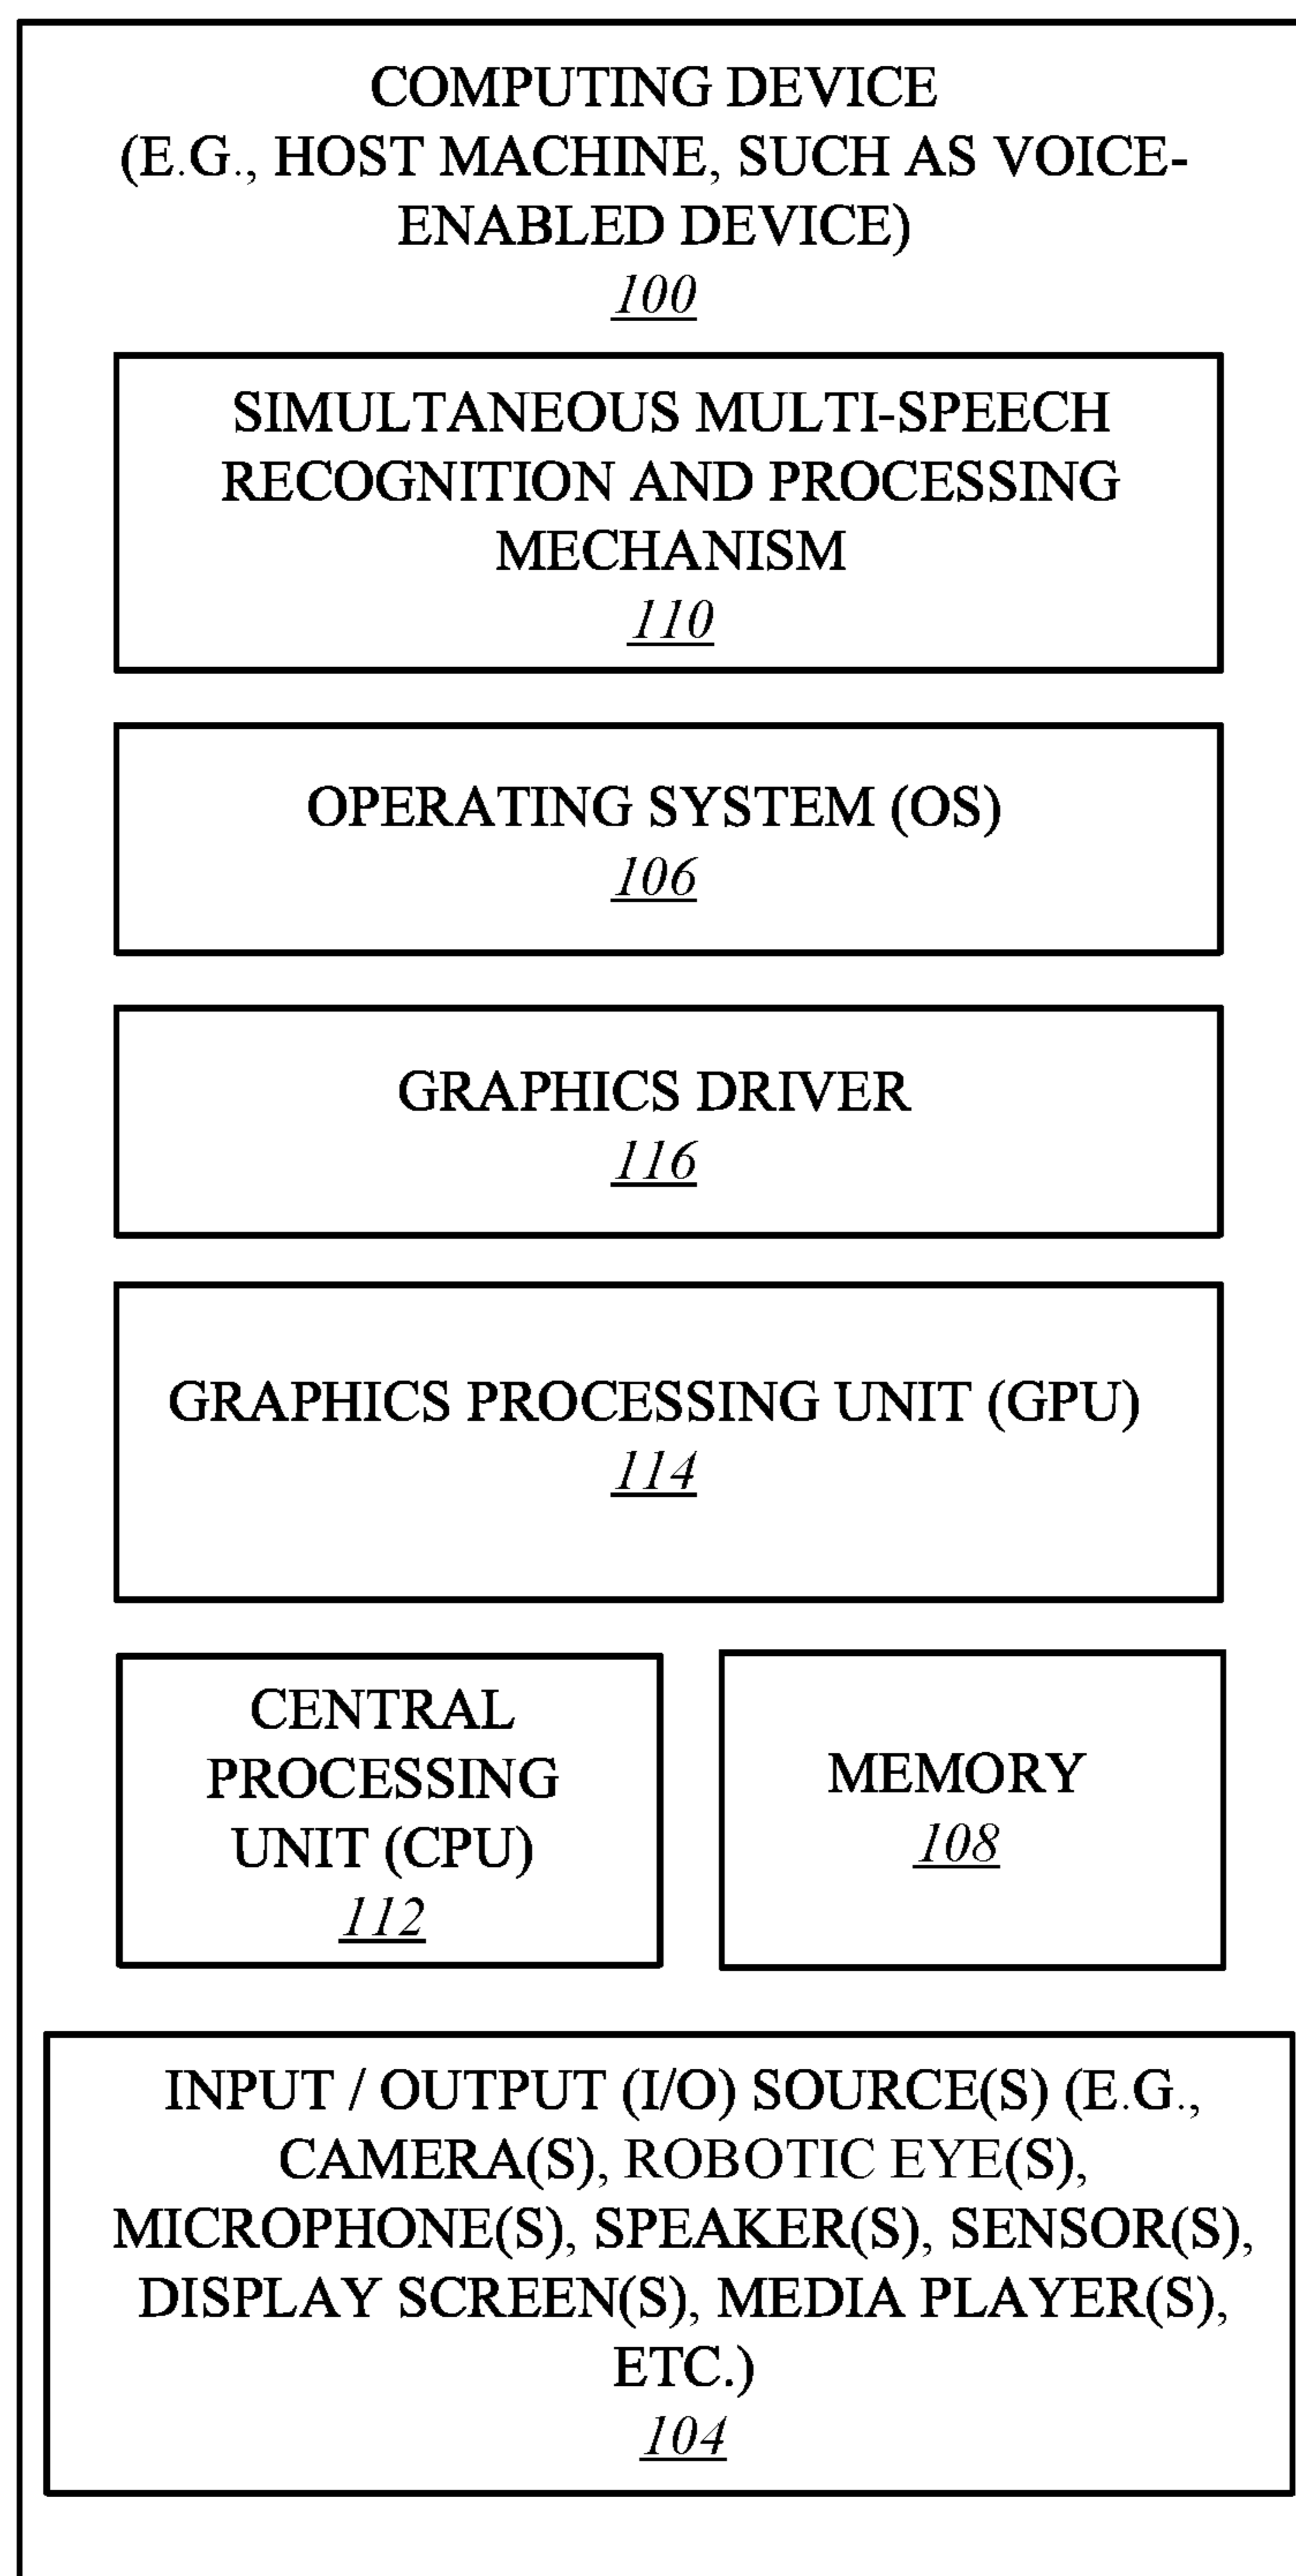 COMPUTING DEVICE
(E.G., HOST MACHINE, SUCH AS VOICE-
ENABLED DEVICE)
100
SIMULTANEOUS MULTI-SPEECH
RECOGNITION AND PROCESSING
MECHANISM
110
OPERATING SYSTEM (OS)
106
GRAPHICS DRIVER
116
GRAPHICS PROCESSING UNIT (GPU)
114
CENTRAL
PROCESSING
UNIT (CPU)
112
MEMORY
108
INPUT / OUTPUT (I/O) SOURCE(S) (E.G.,
CAMERA(S), ROBOTIC EYE(S),
MICROPHONE(S), SPEAKER(S), SENSOR(S),
DISPLAY SCREEN(S), MEDIA PLAYER(S),
ETC.)
104